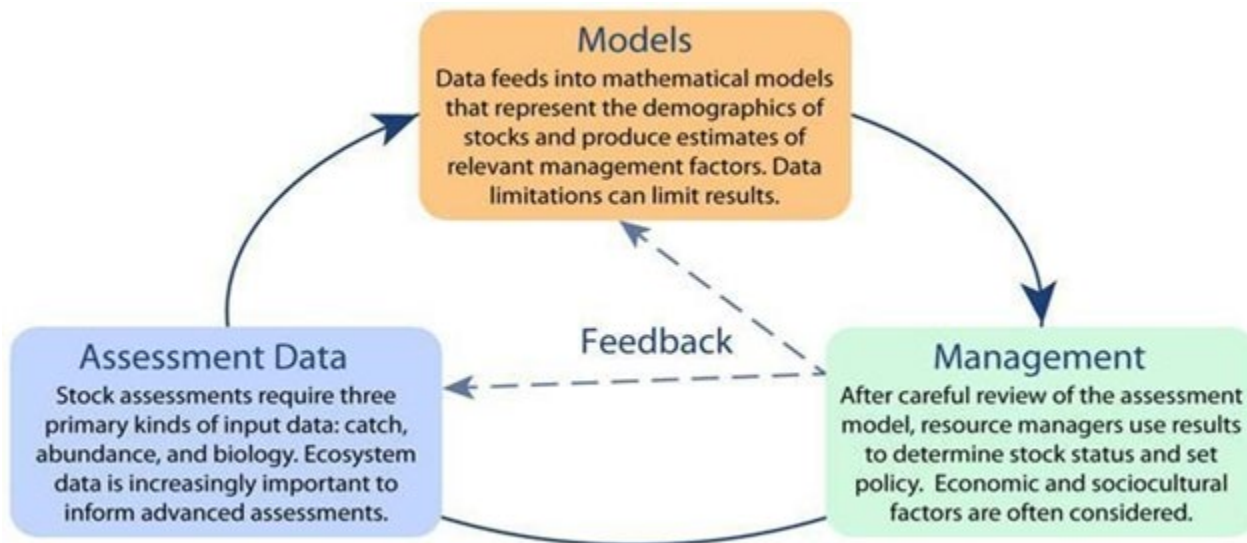 Models
Data feeds into mathematical models
that represent the demographics of
stocks and produce estimates of
relevant management factors. Data
limitations can limit results.
Feedback
Assessment Data
Stock assessments require three
primary kinds of input data: catch,
abundance, and biology. Ecosystem
data is increasingly important to
inform advanced assessments.
Management
After careful review of the assessment
model, resource managers use results
to determine stock status and set
policy. Economic and sociocultural
factors are often considered.